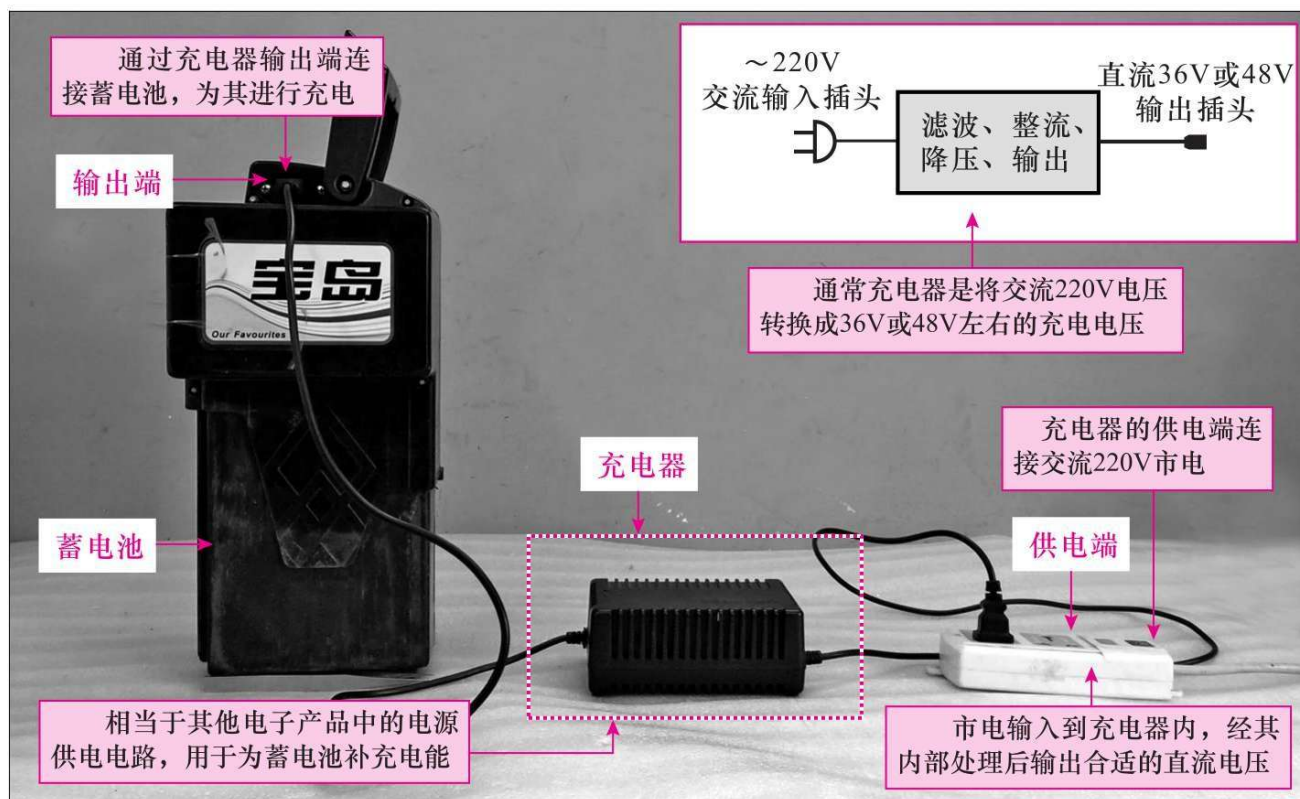 通过充电器输出端连
接蓄电池，为其进行充电
输出端
宝岛
Our Favourites
蓄电池
～220V
交流输入插头
滤波、整流、
降压、输出
直流36V或48V
输出插头
通常充电器是将交流220V电压
转换成36V或48V左右的充电电压
充电器
充电器的供电端连
接交流220V市电
供电端
相当于其他电子产品中的电源
供电电路，用于为蓄电池补充电能
市电输入到充电器内，经其
内部处理后输出合适的直流电压